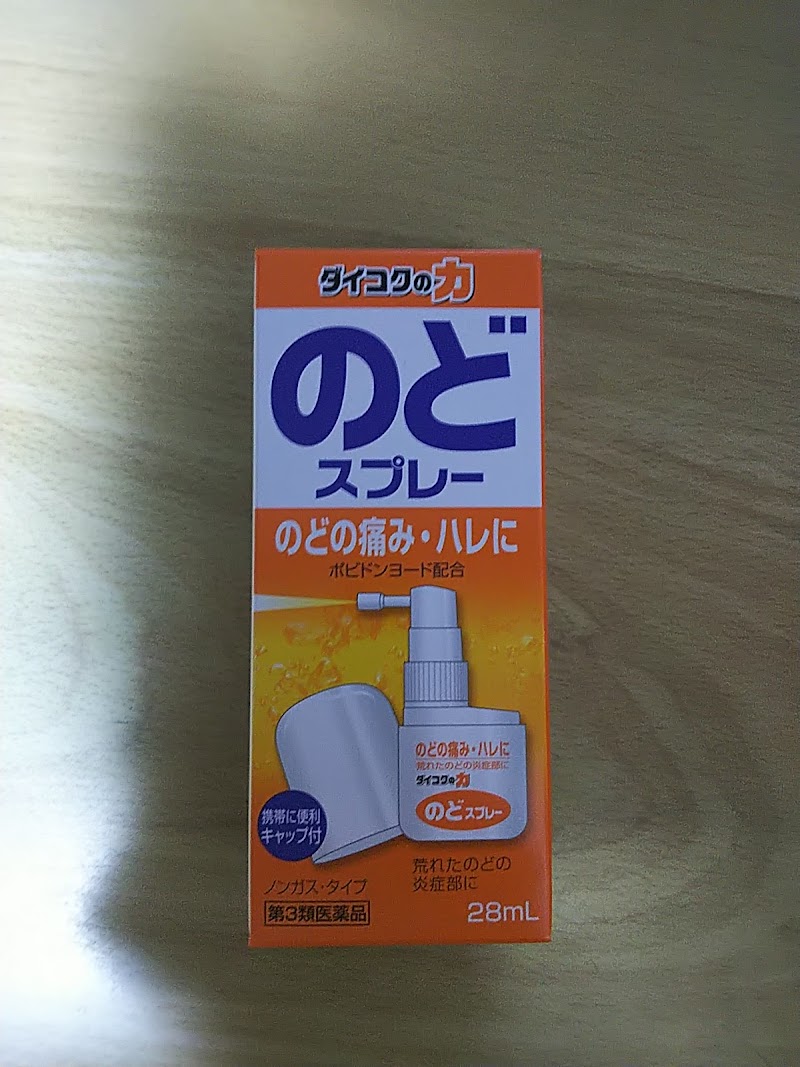 ダイコクの力
のど
スプレー
のどの痛み・ハレに
ポビドンヨード配合
のどの痛み・ハレに
荒れたのどの炎症部に
ダイコクの力
のどスプレー
携帯に便利
キャップ付
荒れたのどの
炎症部に
ノンガス・タイプ
第3類医薬品
28mL